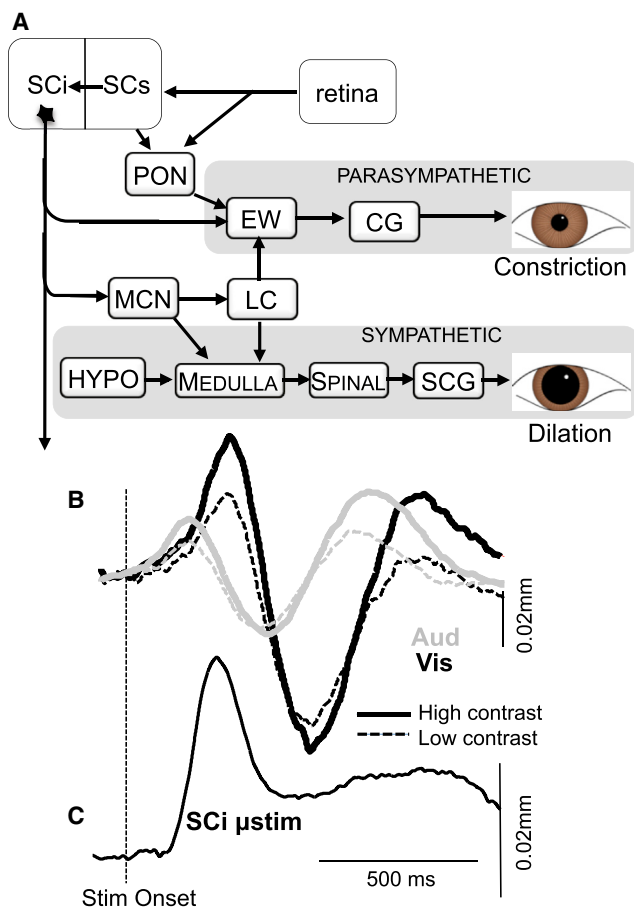 A
SCi SCs
retina
PON
PARASYMPATHETIC
EW CG
Constriction
MCN LC
SYMPATHETIC
HYPO MEDULLA SPINAL SCG
Dilation
B
0.02mm
Aud
Vis
High contrast
Low contrast
C
SCi µstim
0.02mm
500 ms
Stim Onset